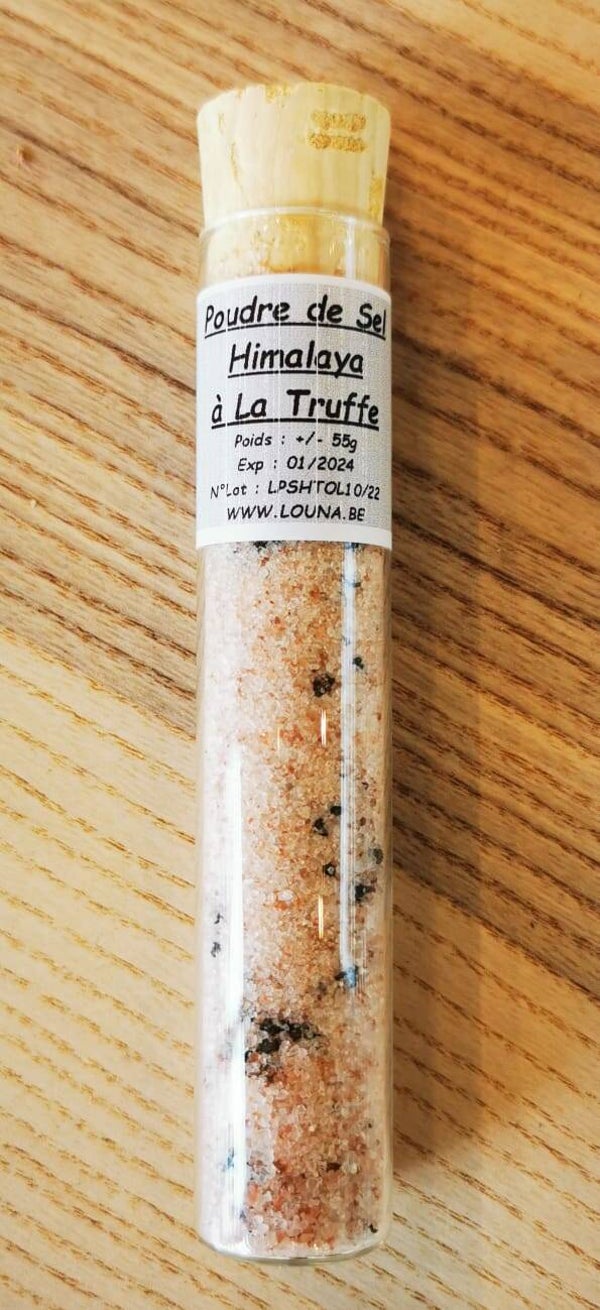 Poudre de Sel
Himalaya
à La Truffe
Poids : +/- 55g
Exp : 01/2024
N°Lot : LPSHTOL10/22
WWW.LOUNA.BE